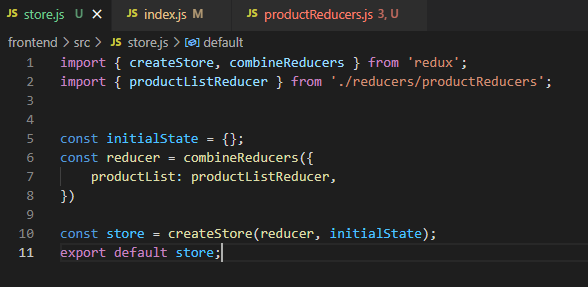 JS store.js U × JS index.js M JS productReducers.js 3, U
frontend > src > JS store.js > default
1 import { createStore, combineReducers } from 'redux';
2 import { productListReducer } from './reducers/productReducers';
3
4
5 const initialState = {};
6 const reducer = combineReducers({
7     productList: productListReducer,
8 })
9
10 const store = createStore(reducer, initialState);
11 export default store;